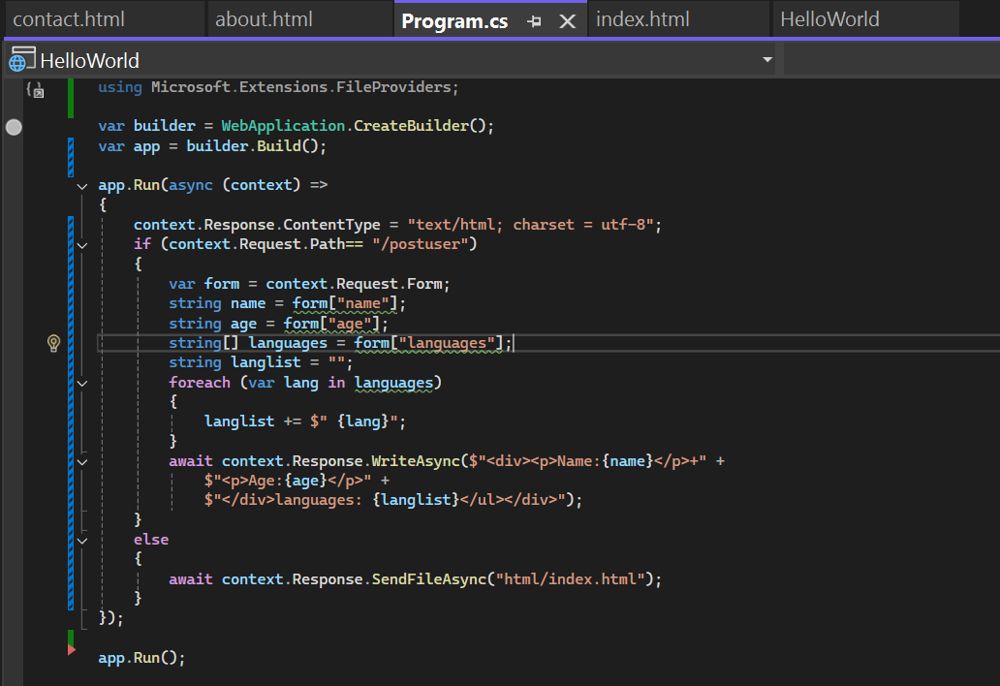 contact.html about.html Program.cs index.html HelloWorld
HelloWorld
using Microsoft.Extensions.FileProviders;
var builder = WebApplication.CreateBuilder();
var app = builder.Build();
app.Run(async (context) =>
{
context.Response.ContentType = "text/html; charset = utf-8";
if (context.Request.Path== "/postuser")
{
var form = context.Request.Form;
string name = form["name"];
string age = form["age"];
string[] languages = form["languages"];
string langlist = "";
foreach (var lang in languages)
{
langlist += $" {lang}";
}
await context.Response.WriteAsync($"<div><p>Name:{name}</p>+" +
$"<p>Age:{age}</p>" +
$"</div>languages: {langlist}</ul></div>");
}
else
{
await context.Response.SendFileAsync("html/index.html");
}
});
app.Run();